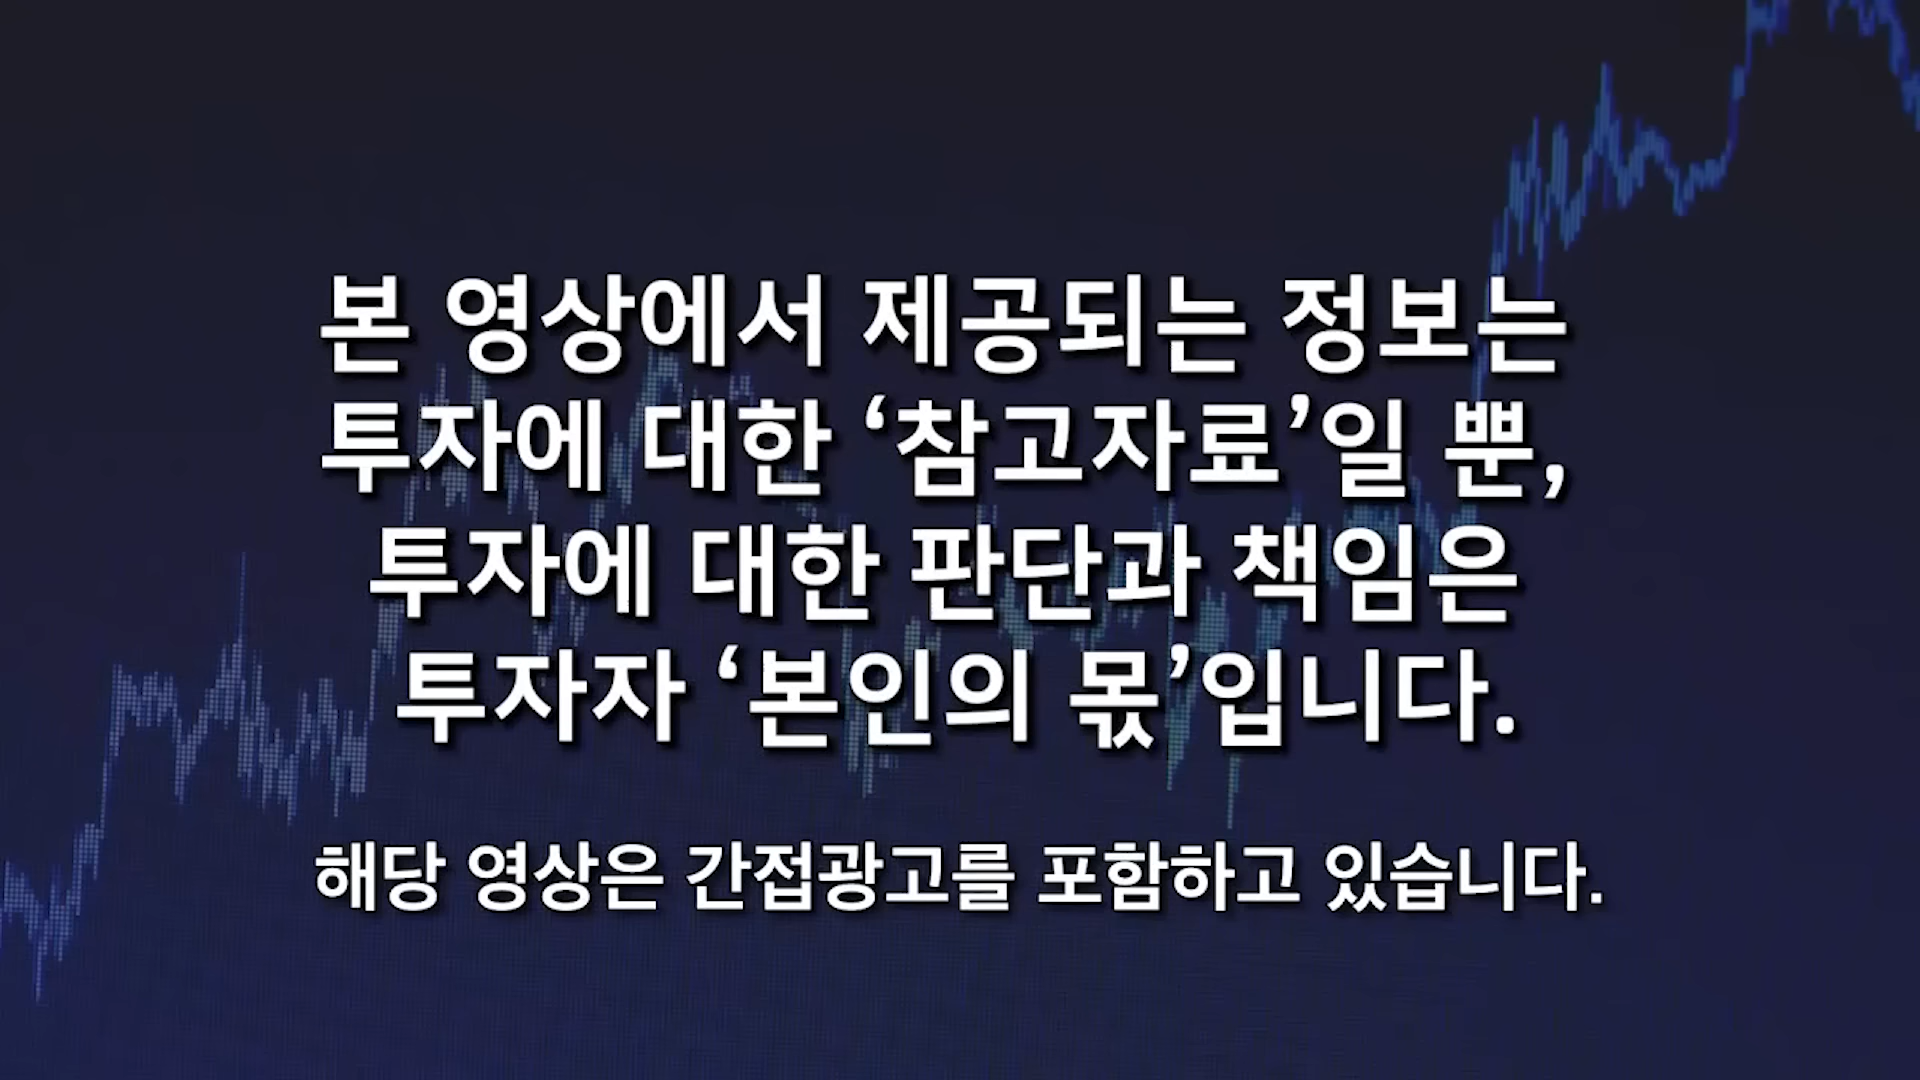 본 영상에서 제공되는 정보는
투자에 대한 ‘참고자료’일 뿐,
투자에 대한 판단과 책임은
투자자 ‘본인의 몫’입니다.
해당 영상은 간접광고를 포함하고 있습니다.